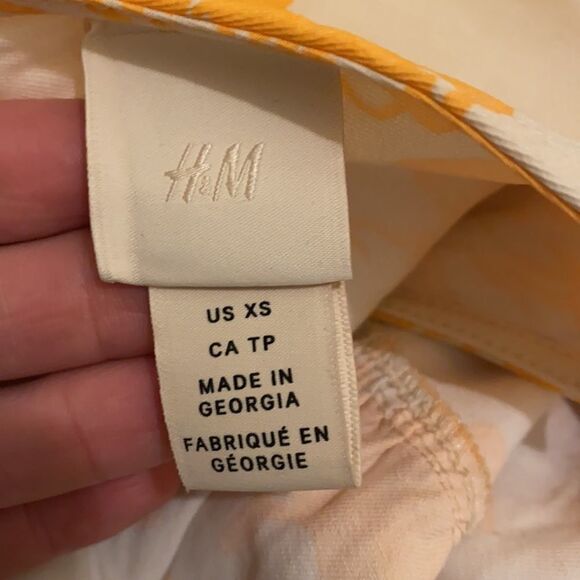 H&M
US XS
CA TP
MADE IN
GEORGIA
FABRIQUÉ EN
GÉORGIE